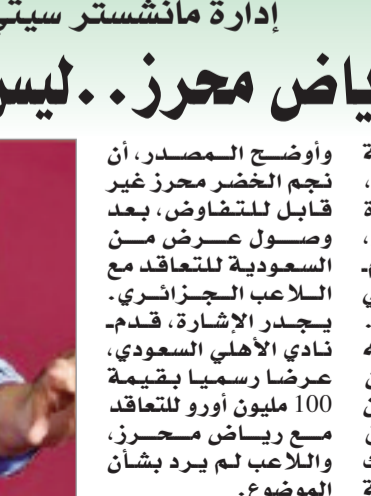 إدارة مانشستر سيتي
ياض محرز..ليس
وأوضح المصدر، أن
نجم الخضر محرز غير
قابل للتفاوض، بعد
وصول عرض من
السعودية للتعاقد مع
اللاعب الجزائري.
يجدر الإشارة، قدم
نادي الأهلي السعودي،
عرضا رسميا بقيمة
100 مليون أورو للتعاقد
مع رياض محرز،
واللاعب لم يرد بشأن
الموضوع.